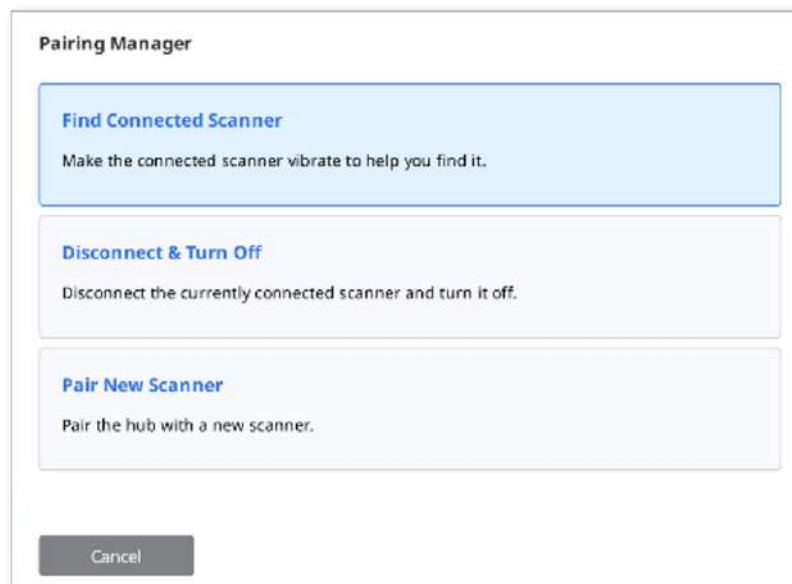 Pairing Manager
Find Connected Scanner
Make the connected scanner vibrate to help you find it.
Disconnect & Turn Off
Disconnect the currently connected scanner and turn it off.
Pair New Scanner
Pair the hub with a new scanner.
Cancel